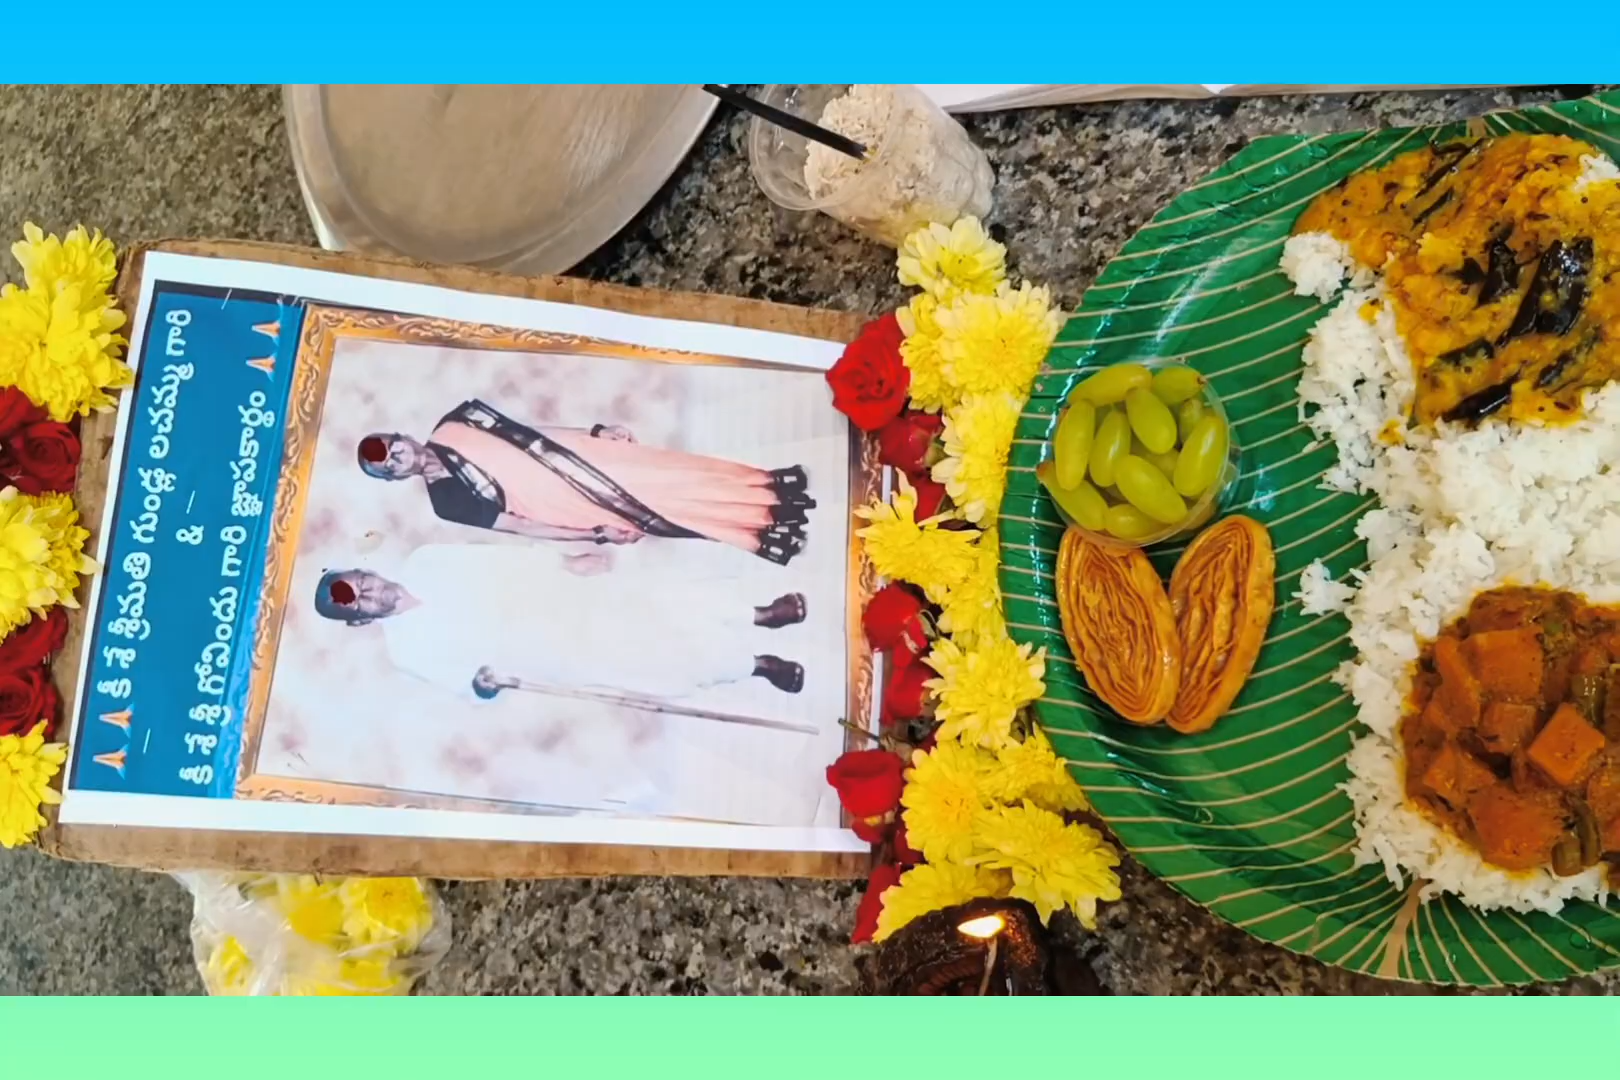 కీ శే శ్రీమతి గుండ్ల లచమ్మ గారి
&
కీ శే శ్రీ గోవిందు గారి జ్ఞాపకార్థం